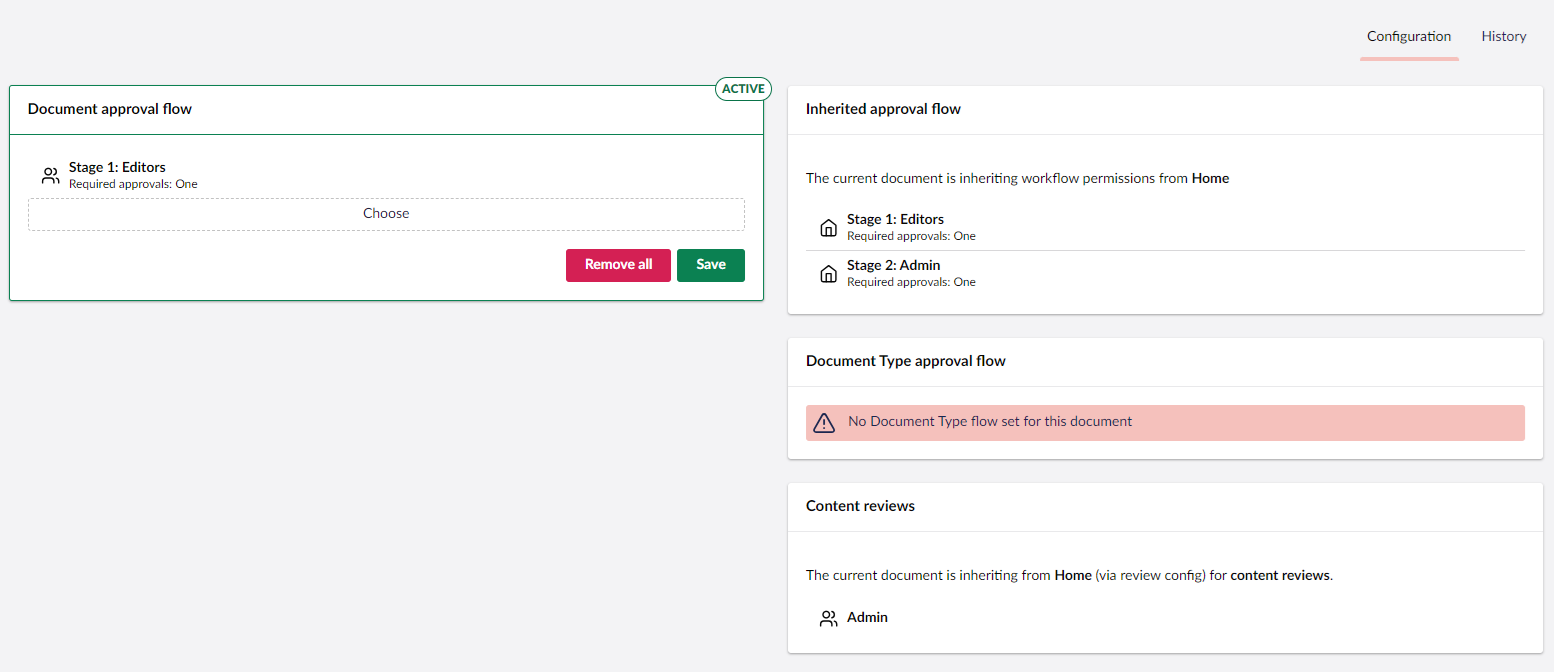 Configuration History
Document approval flow
ACTIVE
Stage 1: Editors
Required approvals: One
Choose
Remove all Save
Inherited approval flow
The current document is inheriting workflow permissions from Home
Stage 1: Editors
Required approvals: One
Stage 2: Admin
Required approvals: One
Document Type approval flow
No Document Type flow set for this document
Content reviews
The current document is inheriting from Home (via review config) for content reviews.
Admin